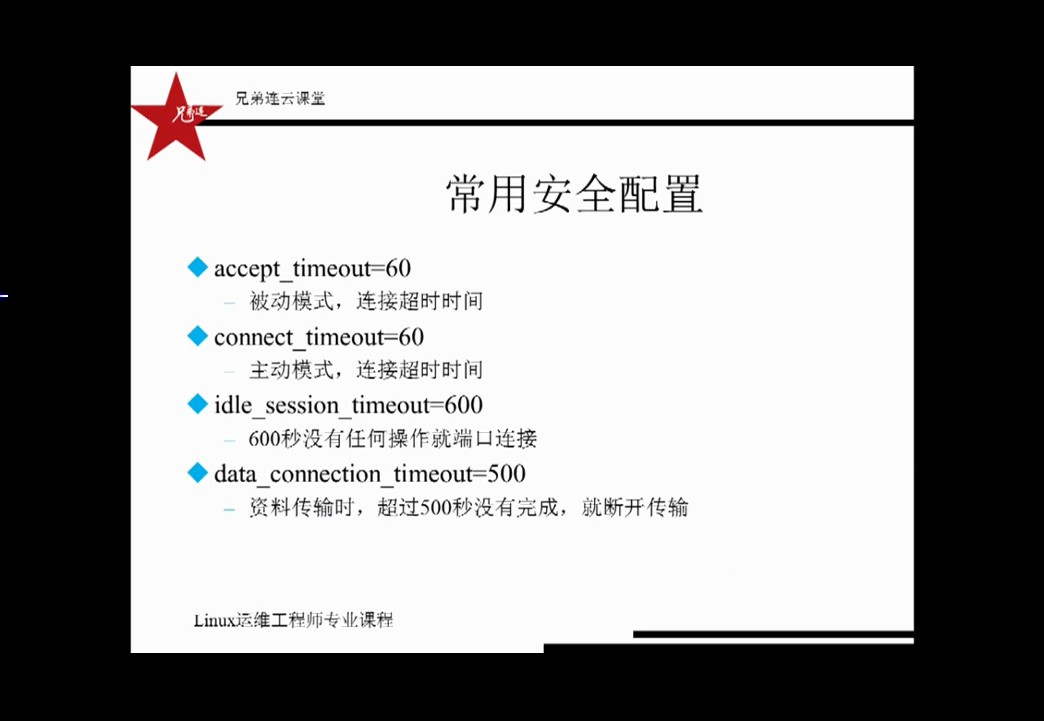 兄弟连
兄弟连云课堂
常用安全配置
accept_timeout=60
– 被动模式，连接超时时间
connect_timeout=60
– 主动模式，连接超时时间
idle_session_timeout=600
– 600秒没有任何操作就端口连接
data_connection_timeout=500
– 资料传输时，超过500秒没有完成，就断开传输
Linux运维工程师专业课程